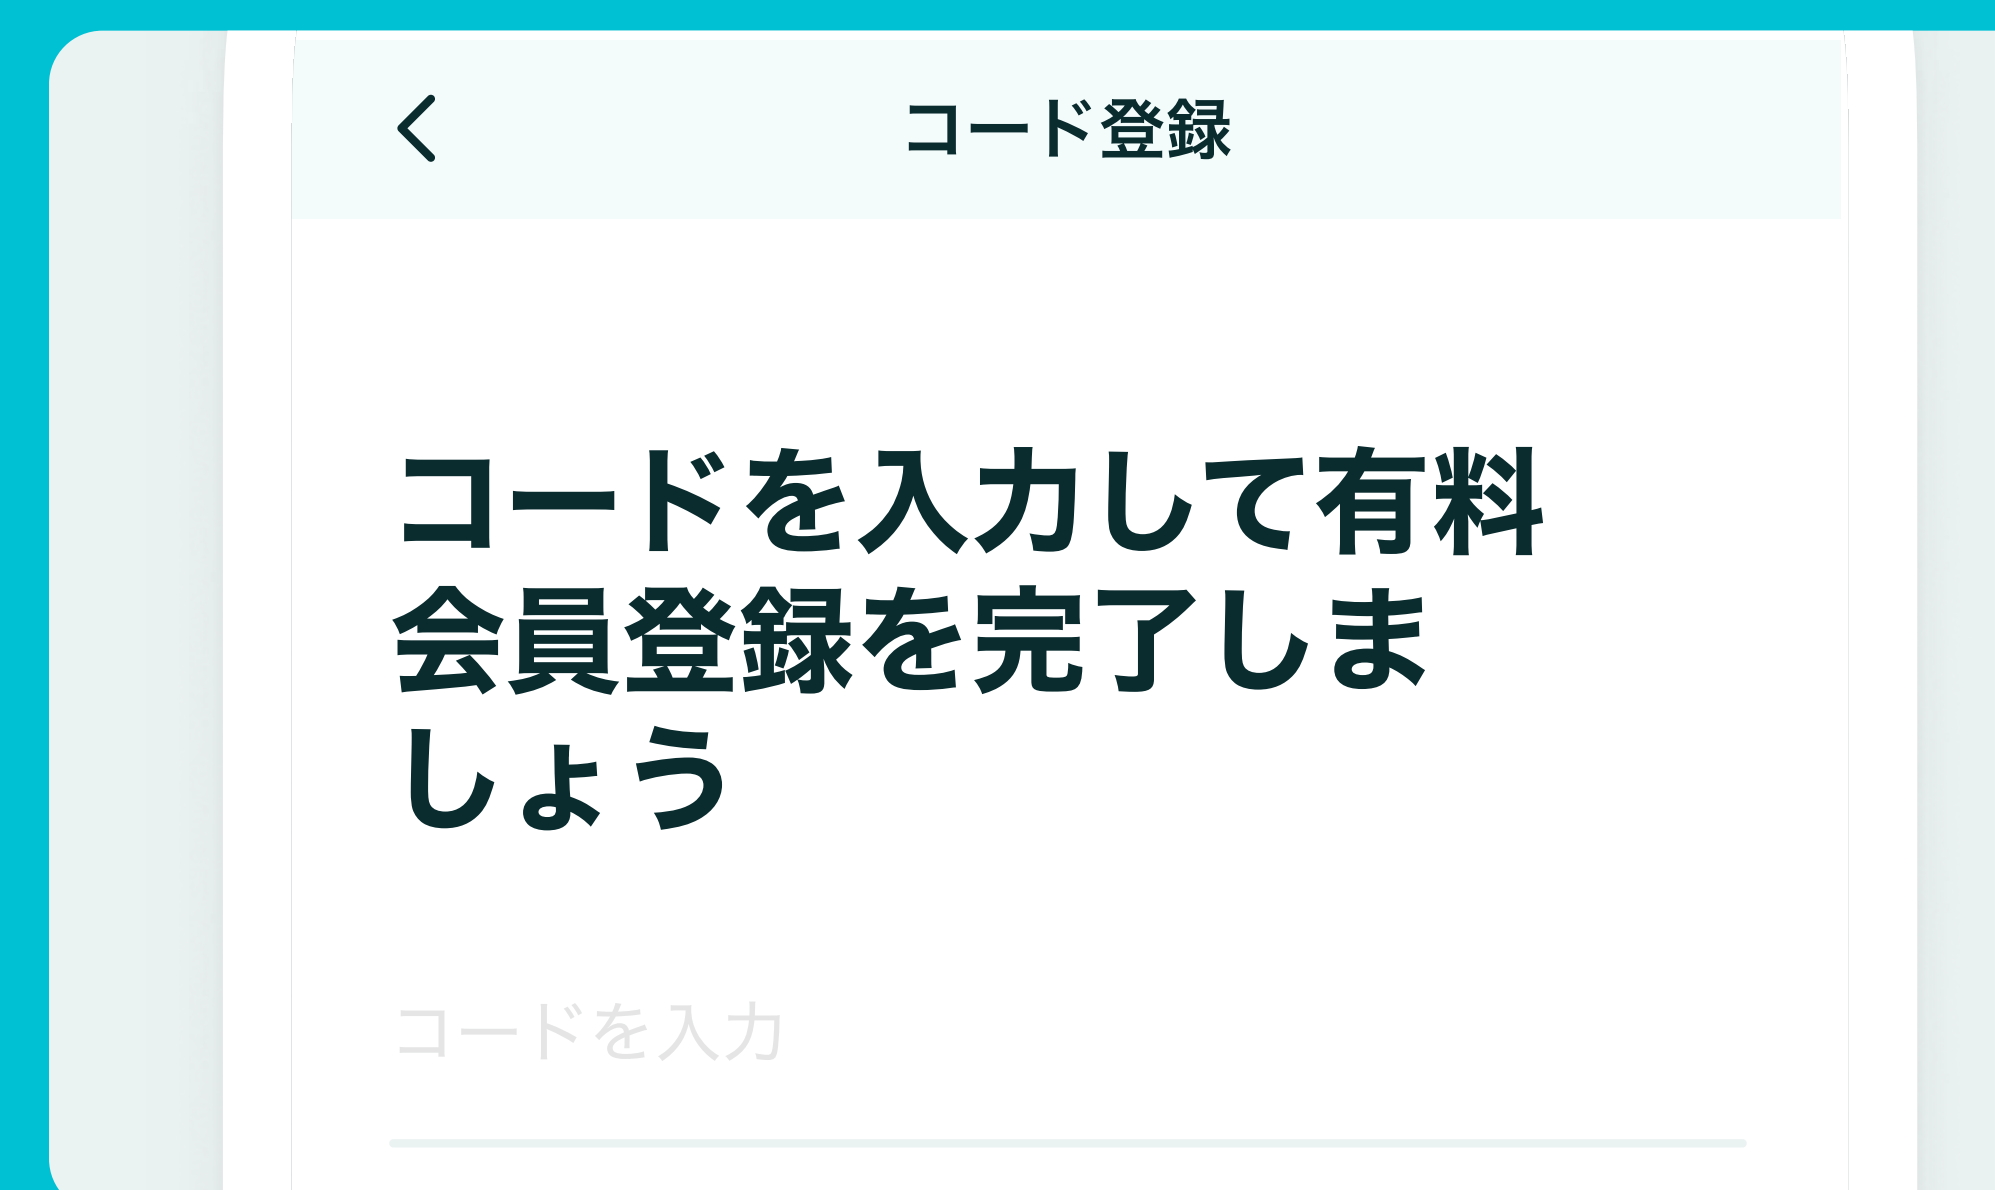 コード登録
コードを入力して有料
会員登録を完了しま
しょう
コードを入力